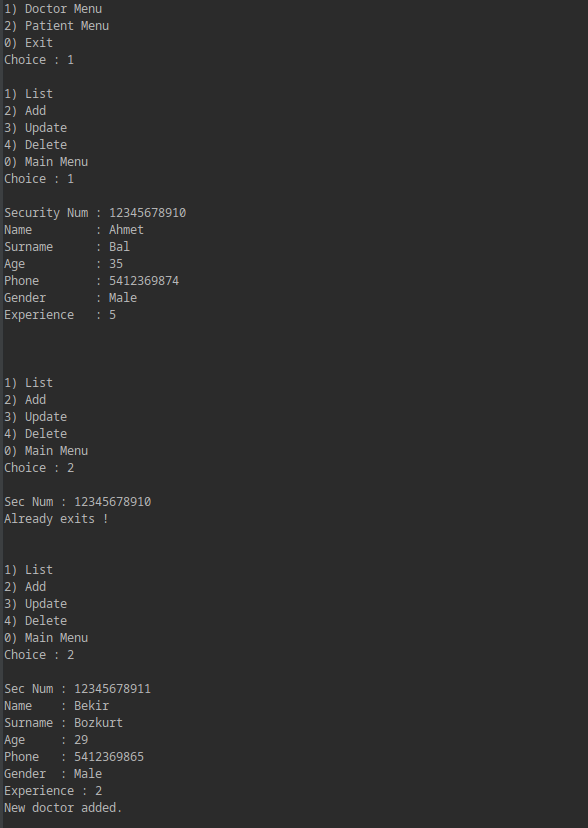 1) Doctor Menu
2) Patient Menu
0) Exit
Choice : 1
1) List
2) Add
3) Update
4) Delete
0) Main Menu
Choice : 1
Security Num : 12345678910
Name         : Ahmet
Surname      : Bal
Age          : 35
Phone        : 5412369874
Gender       : Male
Experience   : 5
1) List
2) Add
3) Update
4) Delete
0) Main Menu
Choice : 2
Sec Num : 12345678910
Already exits !
1) List
2) Add
3) Update
4) Delete
0) Main Menu
Choice : 2
Sec Num : 12345678911
Name    : Bekir
Surname : Bozkurt
Age     : 29
Phone   : 5412369865
Gender  : Male
Experience : 2
New doctor added.